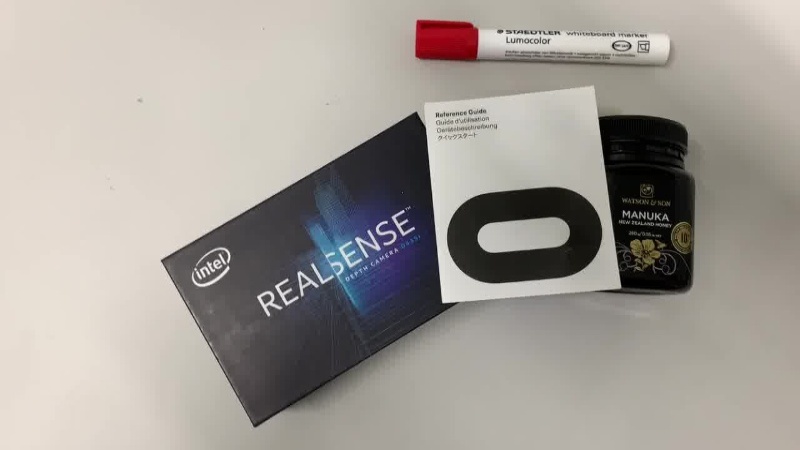 STAEDTLER whiteboard marker
Lumocolor
Reference Guide
Guide d'utilisation
Gerätebeschreibung
クイックスタート
intel
REALSENSE™
DEPTH CAMERA
WATSON & SON
MANUKA
NEW ZEALAND HONEY
10+